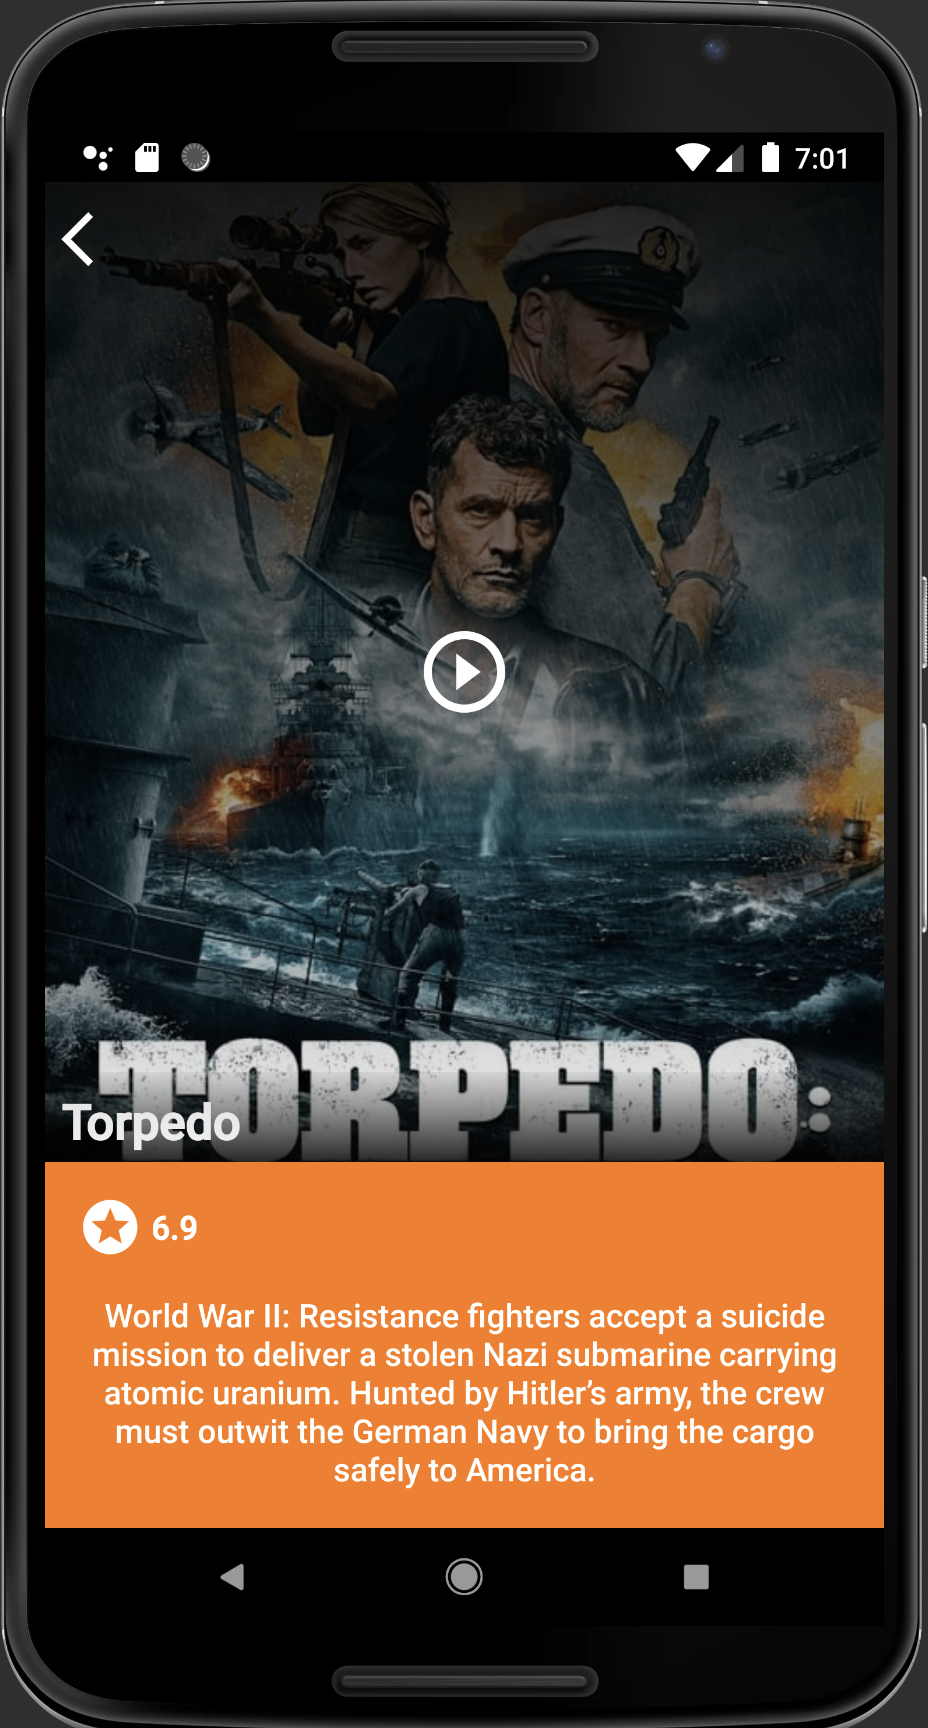 7:01
TORPEDO:
Torpedo
6.9
World War II: Resistance fighters accept a suicide
mission to deliver a stolen Nazi submarine carrying
atomic uranium. Hunted by Hitler’s army, the crew
must outwit the German Navy to bring the cargo
safely to America.